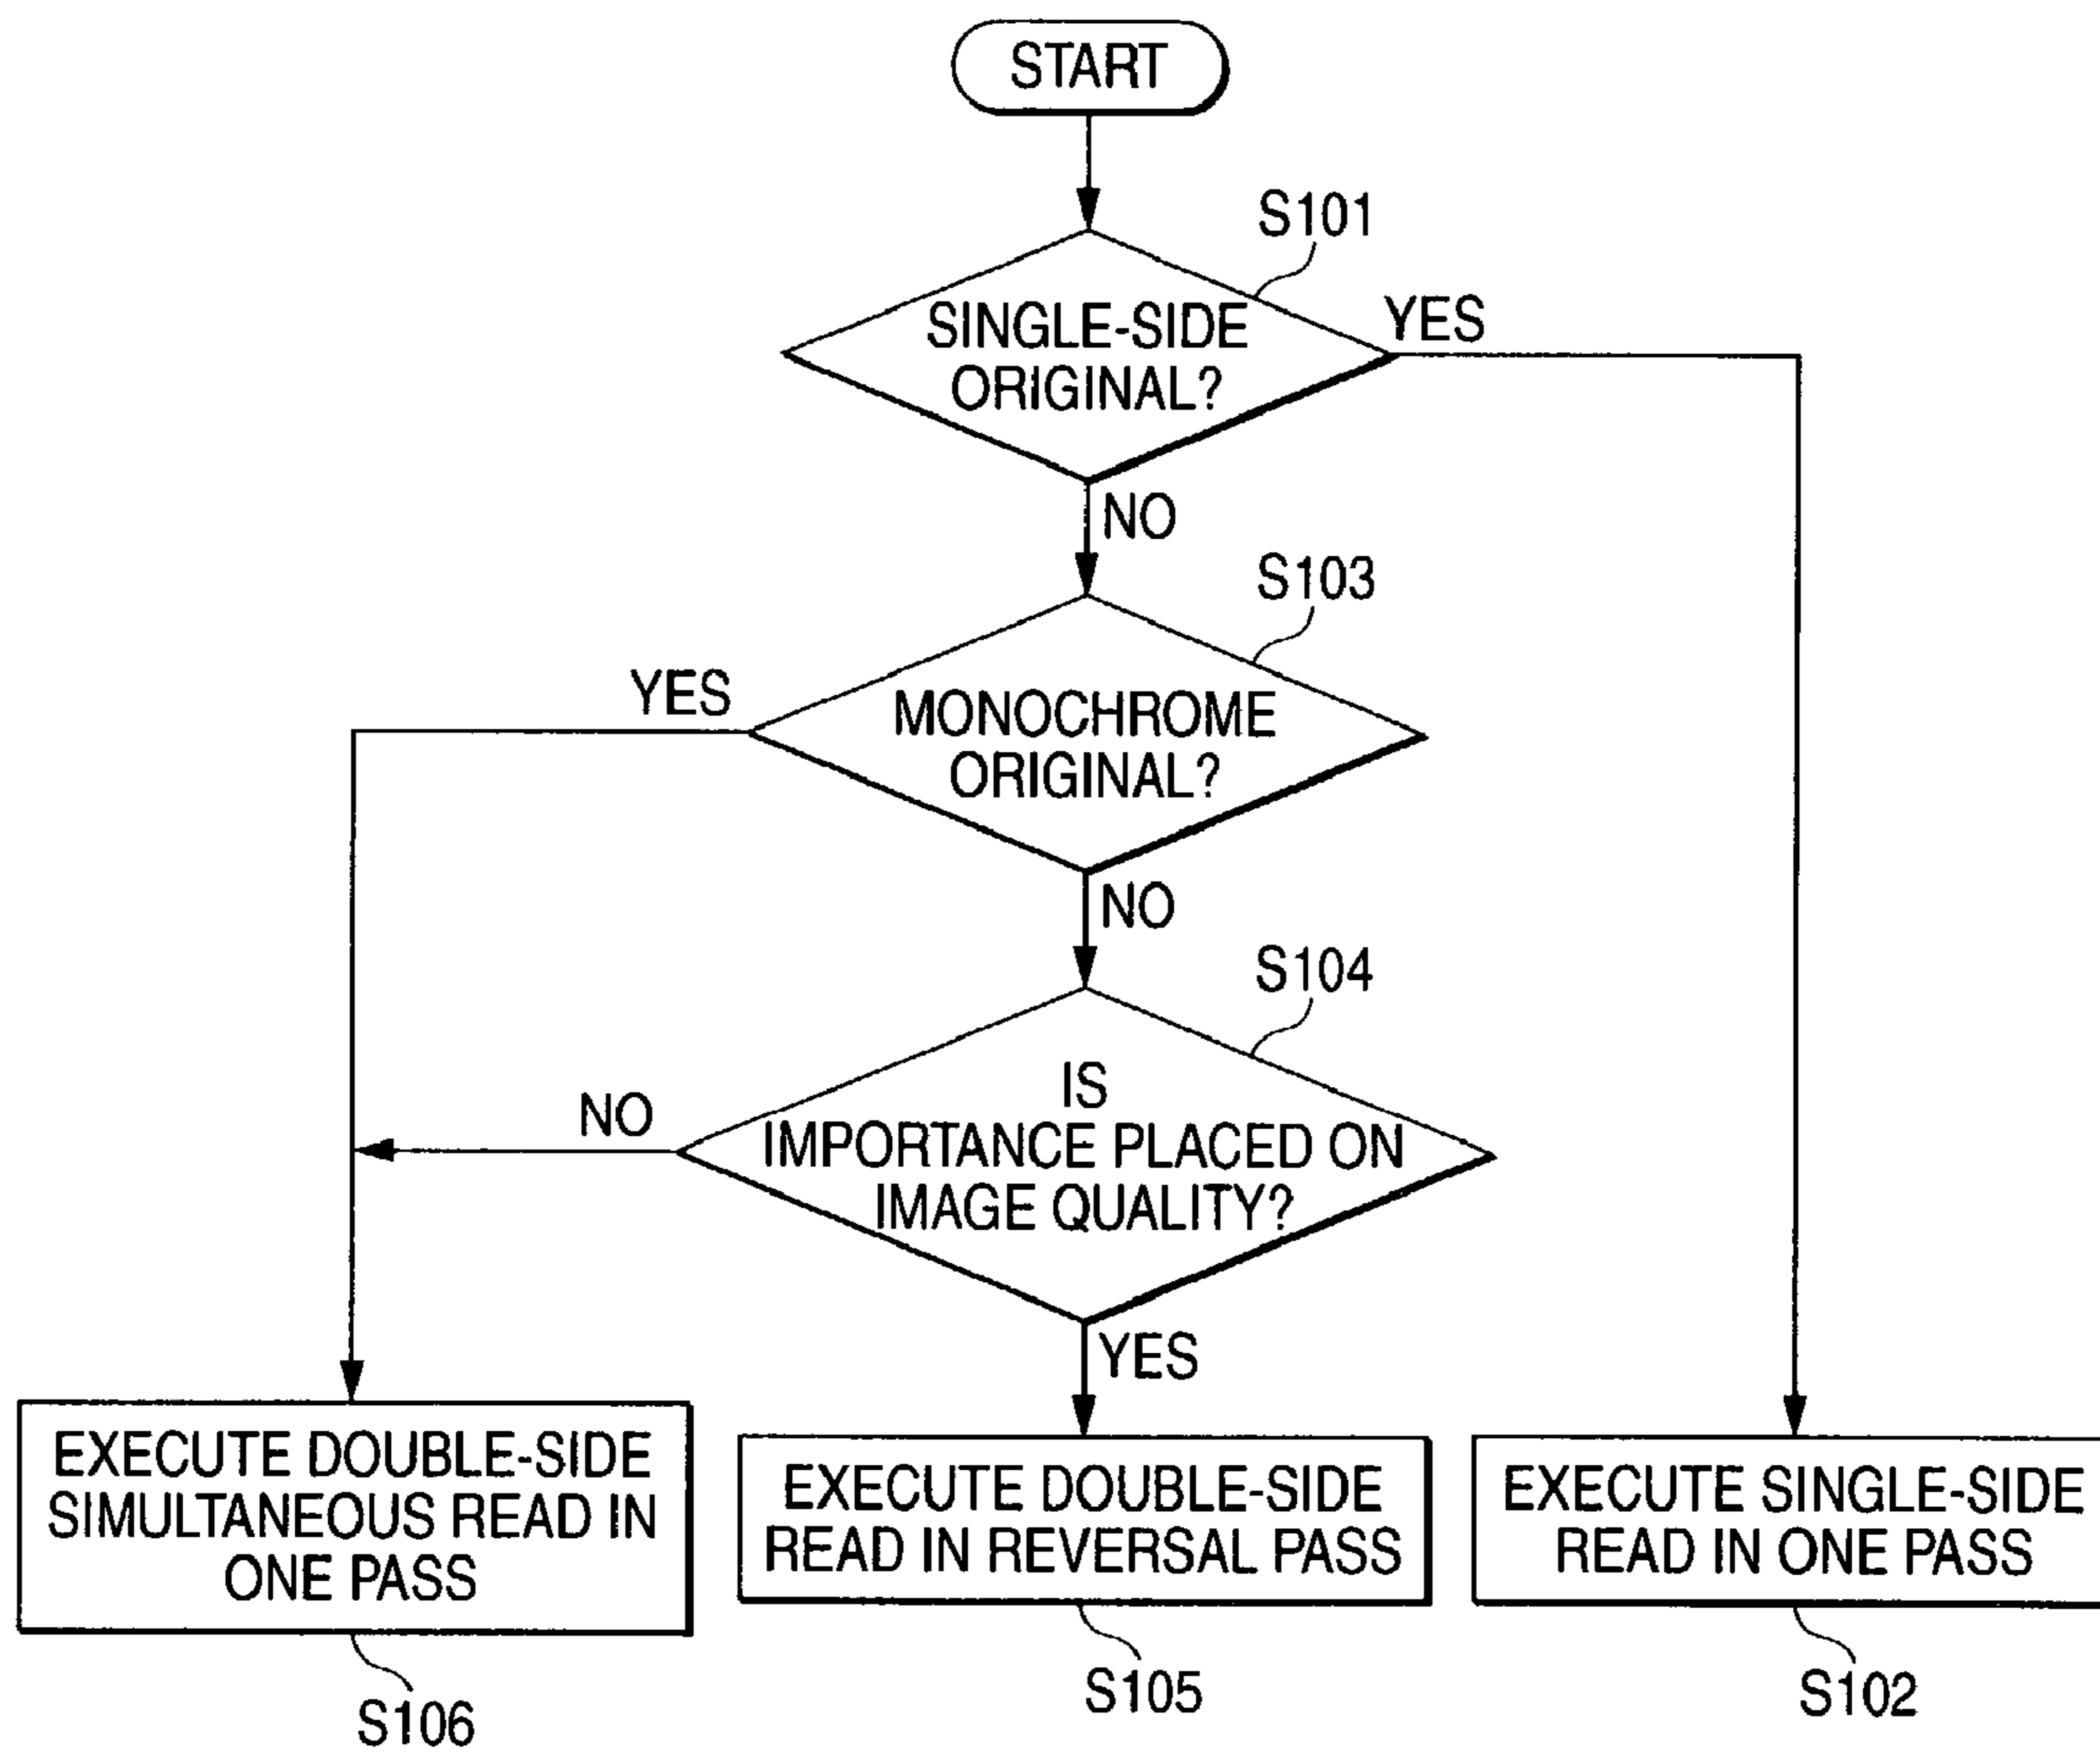 START
S101
SINGLE-SIDE
ORIGINAL?
YES
NO
S103
YES
MONOCHROME
ORIGINAL?
NO
S104
NO
IS
IMPORTANCE PLACED ON
IMAGE QUALITY?
YES
EXECUTE DOUBLE-SIDE
SIMULTANEOUS READ IN
ONE PASS
S106
EXECUTE DOUBLE-SIDE
READ IN REVERSAL PASS
S105
EXECUTE SINGLE-SIDE
READ IN ONE PASS
S102